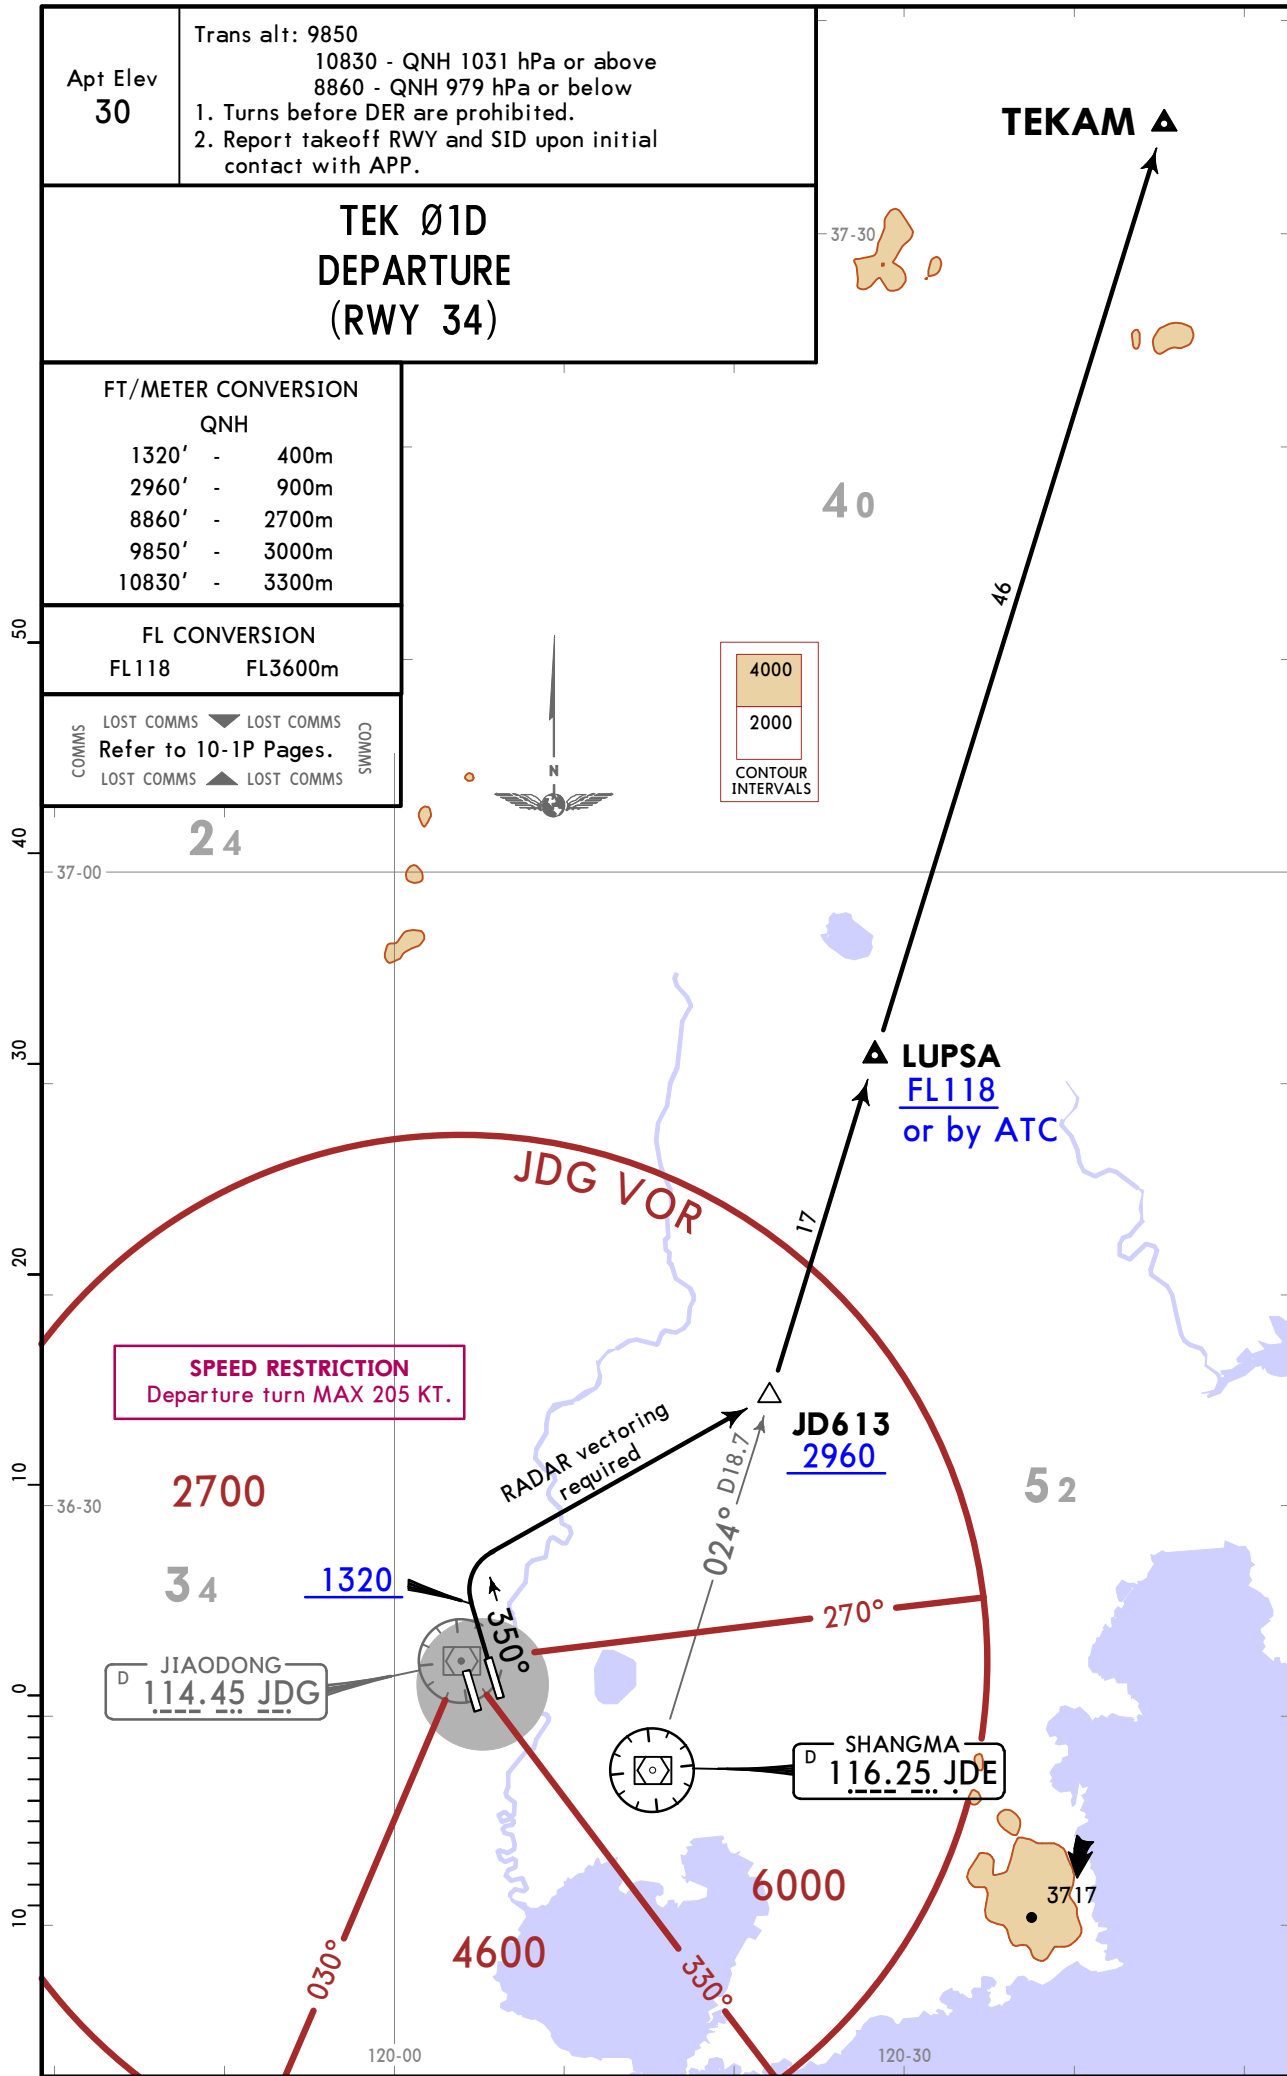 Apt Elev
30
Trans alt: 9850
10830 - QNH 1031 hPa or above
8860 - QNH 979 hPa or below
1. Turns before DER are prohibited.
2. Report takeoff RWY and SID upon initial
contact with APP.
TEK Ø1D
DEPARTURE
(RWY 34)
FT/METER CONVERSION
QNH
1320' - 400m
2960' - 900m
8860' - 2700m
9850' - 3000m
10830' - 3300m
FL CONVERSION
FL118 FL3600m
LOST COMMS LOST COMMS
COMMS
Refer to 10-1P Pages.
COMMS
LOST COMMS LOST COMMS
TEKAM
37-30
40
46
4000
2000
CONTOUR
INTERVALS
N
24
37-00
50
40
30
20
10
0
10
LUPSA
FL118
or by ATC
JDG VOR
17
SPEED RESTRICTION
Departure turn MAX 205 KT.
JD613
2960
RADAR vectoring
required
024° D18.7
2700
36-30
52
34
1320
350°
270°
JIAODONG
D 114.45 JDG
SHANGMA
D 116.25 JDE
6000
3717
4600
030°
330°
120-00
120-30